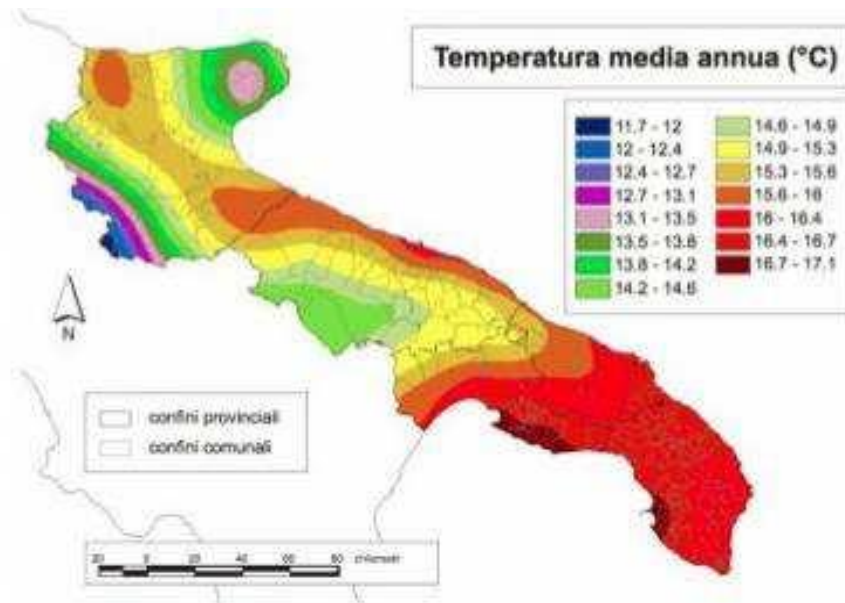 Temperatura media annua (°C)
11.7 - 12
12 - 12.4
12.4 - 12.7
12.7 - 13.1
13.1 - 13.5
13.5 - 13.8
13.8 - 14.2
14.2 - 14.6
14.6 - 14.9
14.9 - 15.3
15.3 - 15.6
15.6 - 16
16 - 16.4
16.4 - 16.7
16.7 - 17.1
N
confini provinciali
confini comunali
20 0 20 40 60 80